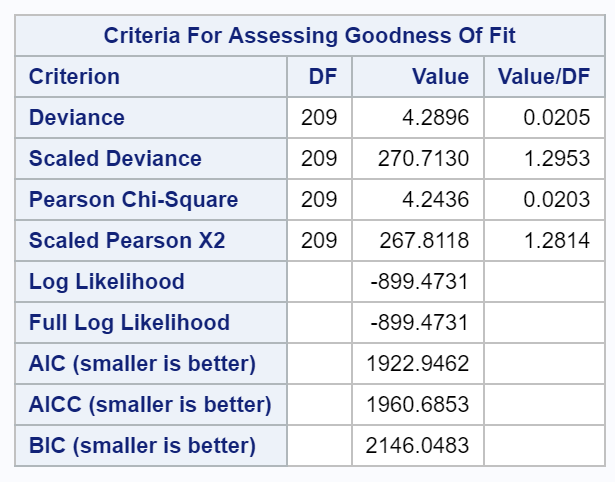 Criteria For Assessing Goodness Of Fit
Criterion DF Value Value/DF
Deviance 209 4.2896 0.0205
Scaled Deviance 209 270.7130 1.2953
Pearson Chi-Square 209 4.2436 0.0203
Scaled Pearson X2 209 267.8118 1.2814
Log Likelihood -899.4731
Full Log Likelihood -899.4731
AIC (smaller is better) 1922.9462
AICC (smaller is better) 1960.6853
BIC (smaller is better) 2146.0483